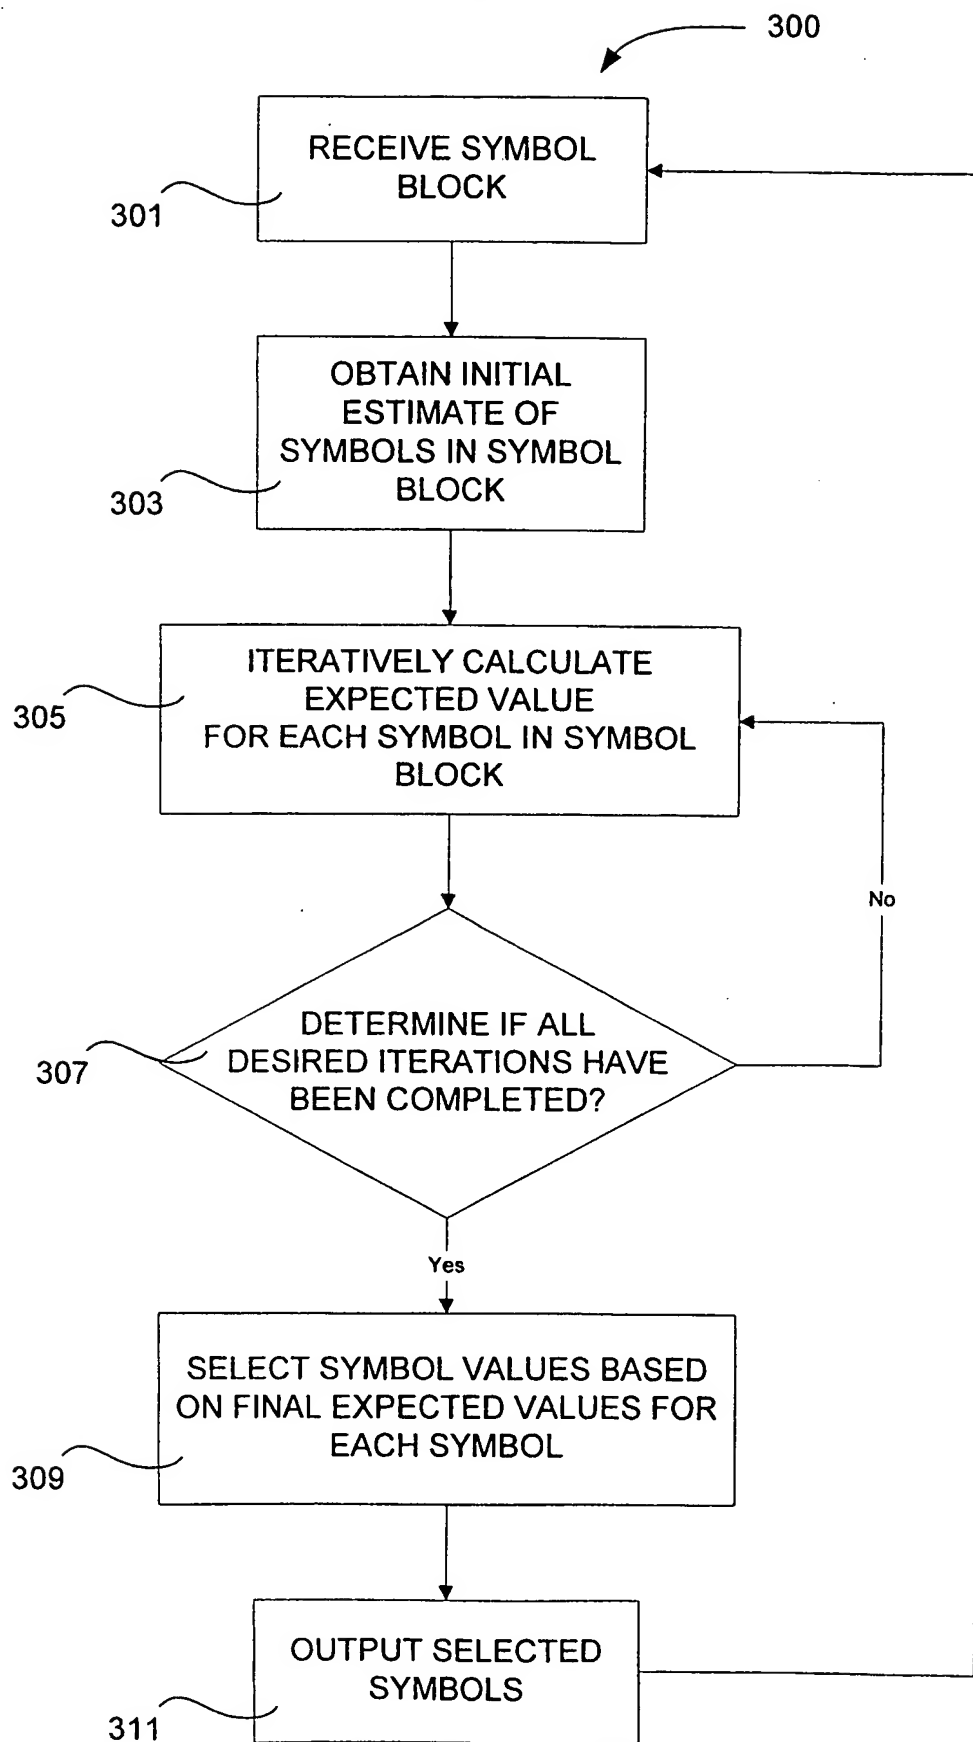 300
RECEIVE SYMBOL
BLOCK
301
OBTAIN INITIAL
ESTIMATE OF
SYMBOLS IN SYMBOL
BLOCK
303
ITERATIVELY CALCULATE
EXPECTED VALUE
FOR EACH SYMBOL IN SYMBOL
BLOCK
305
No
DETERMINE IF ALL
DESIRED ITERATIONS HAVE
BEEN COMPLETED?
307
Yes
SELECT SYMBOL VALUES BASED
ON FINAL EXPECTED VALUES FOR
EACH SYMBOL
309
OUTPUT SELECTED
SYMBOLS
311